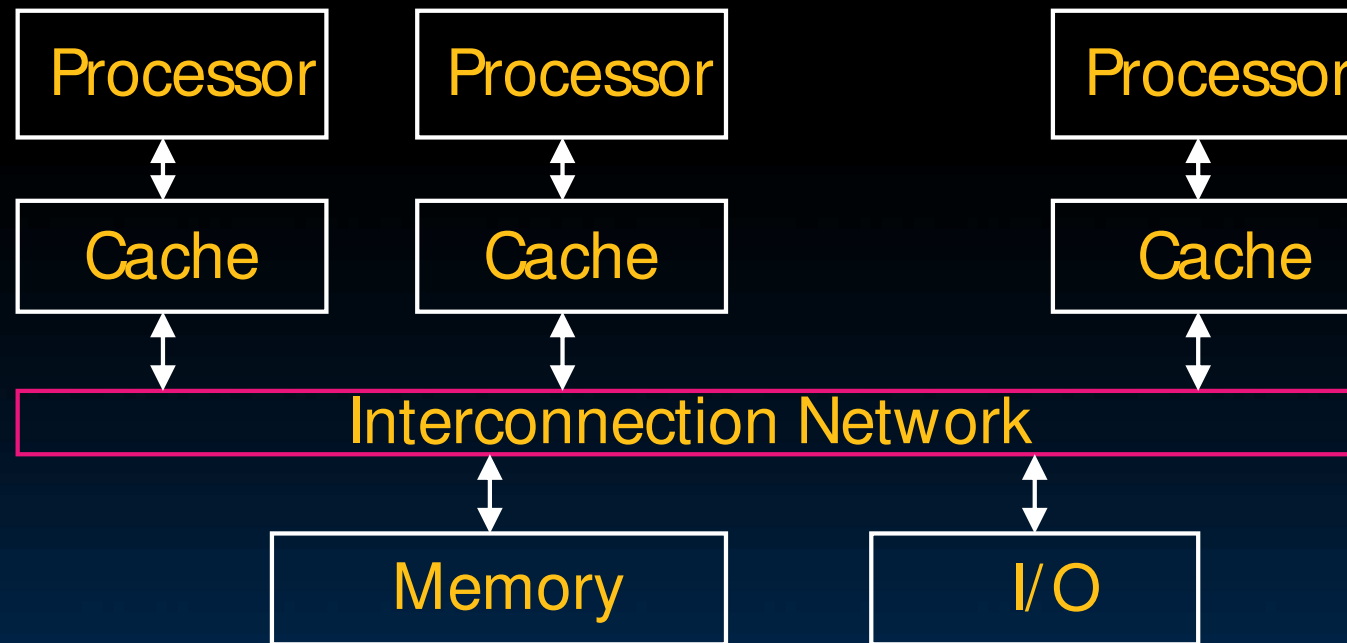 Processor Processor Processor
Cache Cache Cache
Interconnection Network
Memory I/O